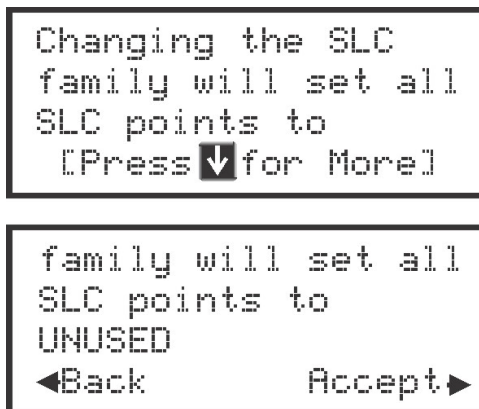 Changing the SLC
family will set all
SLC points to
[Press ↓ for More]
family will set all
SLC points to
UNUSED
◄Back Accept►